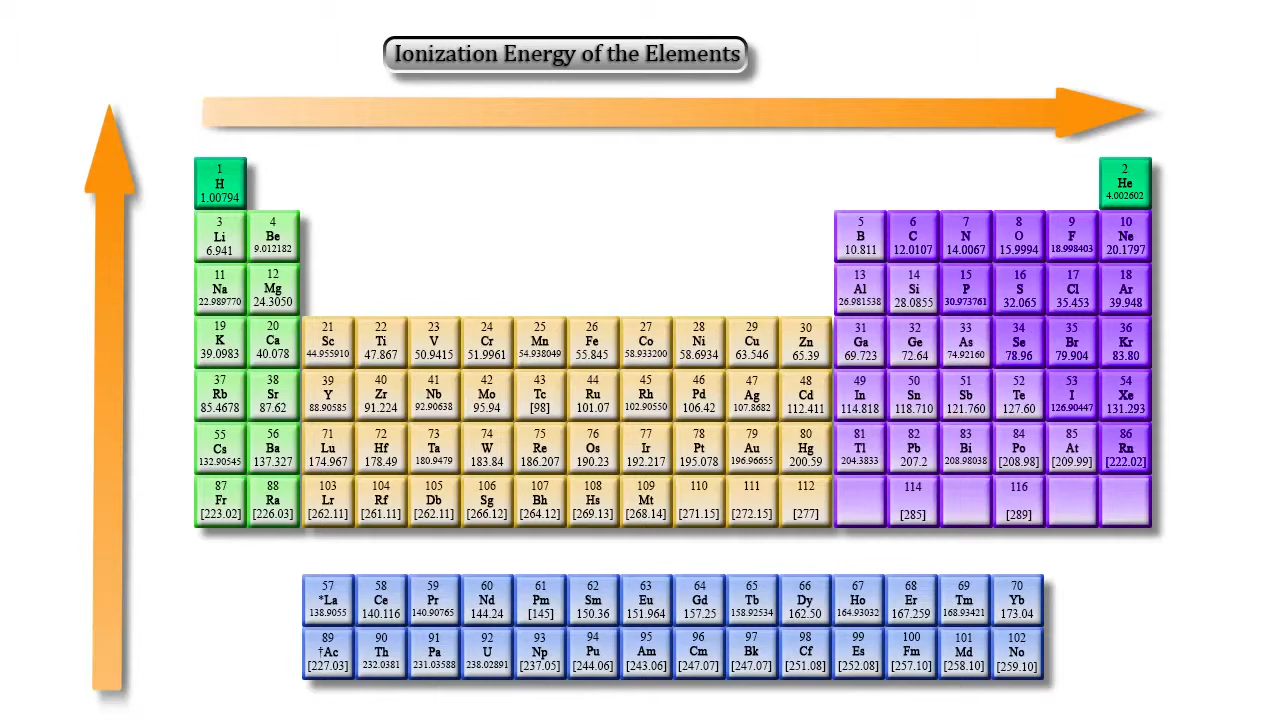 Ionization Energy of the Elements
1 2
H He
1.00794 4.002602
3 4 5 6 7 8 9 10
Li Be B C N O F Ne
6.941 9.012182 10.811 12.0107 14.0067 15.9994 18.998403 20.1797
11 12 13 14 15 16 17 18
Na Mg Al Si P S Cl Ar
22.989770 24.3050 26.981538 28.0855 30.973761 32.065 35.453 39.948
19 20 21 22 23 24 25 26 27 28 29 30 31 32 33 34 35 36
K Ca Sc Ti V Cr Mn Fe Co Ni Cu Zn Ga Ge As Se Br Kr
39.0983 40.078 44.955910 47.867 50.9415 51.9961 54.938049 55.845 58.933200 58.6934 63.546 65.39 69.723 72.64 74.92160 78.96 79.904 83.80
37 38 39 40 41 42 43 44 45 46 47 48 49 50 51 52 53 54
Rb Sr Y Zr Nb Mo Tc Ru Rh Pd Ag Cd In Sn Sb Te I Xe
85.4678 87.62 88.90585 91.224 92.90638 95.94 [98] 101.07 102.90550 106.42 107.8682 112.411 114.818 118.710 121.760 127.60 126.90447 131.293
55 56 71 72 73 74 75 76 77 78 79 80 81 82 83 84 85 86
Cs Ba Lu Hf Ta W Re Os Ir Pt Au Hg Tl Pb Bi Po At Rn
132.90545 137.327 174.967 178.49 180.9479 183.84 186.207 190.23 192.217 195.078 196.96655 200.59 204.3833 207.2 208.98038 [208.98] [209.99] [222.02]
87 88 103 104 105 106 107 108 109 110 111 112 114 116
Fr Ra Lr Rf Db Sg Bh Hs Mt
[223.02] [226.03] [262.11] [261.11] [262.11] [266.12] [264.12] [269.13] [268.14] [271.15] [272.15] [277] [285] [289]
57 58 59 60 61 62 63 64 65 66 67 68 69 70
*La Ce Pr Nd Pm Sm Eu Gd Tb Dy Ho Er Tm Yb
138.9055 140.116 140.90765 144.24 [145] 150.36 151.964 157.25 158.92534 162.50 164.93032 167.259 168.93421 173.04
89 90 91 92 93 94 95 96 97 98 99 100 101 102
†Ac Th Pa U Np Pu Am Cm Bk Cf Es Fm Md No
[227.03] 232.0381 231.03588 238.02891 [237.05] [244.06] [243.06] [247.07] [247.07] [251.08] [252.08] [257.10] [258.10] [259.10]